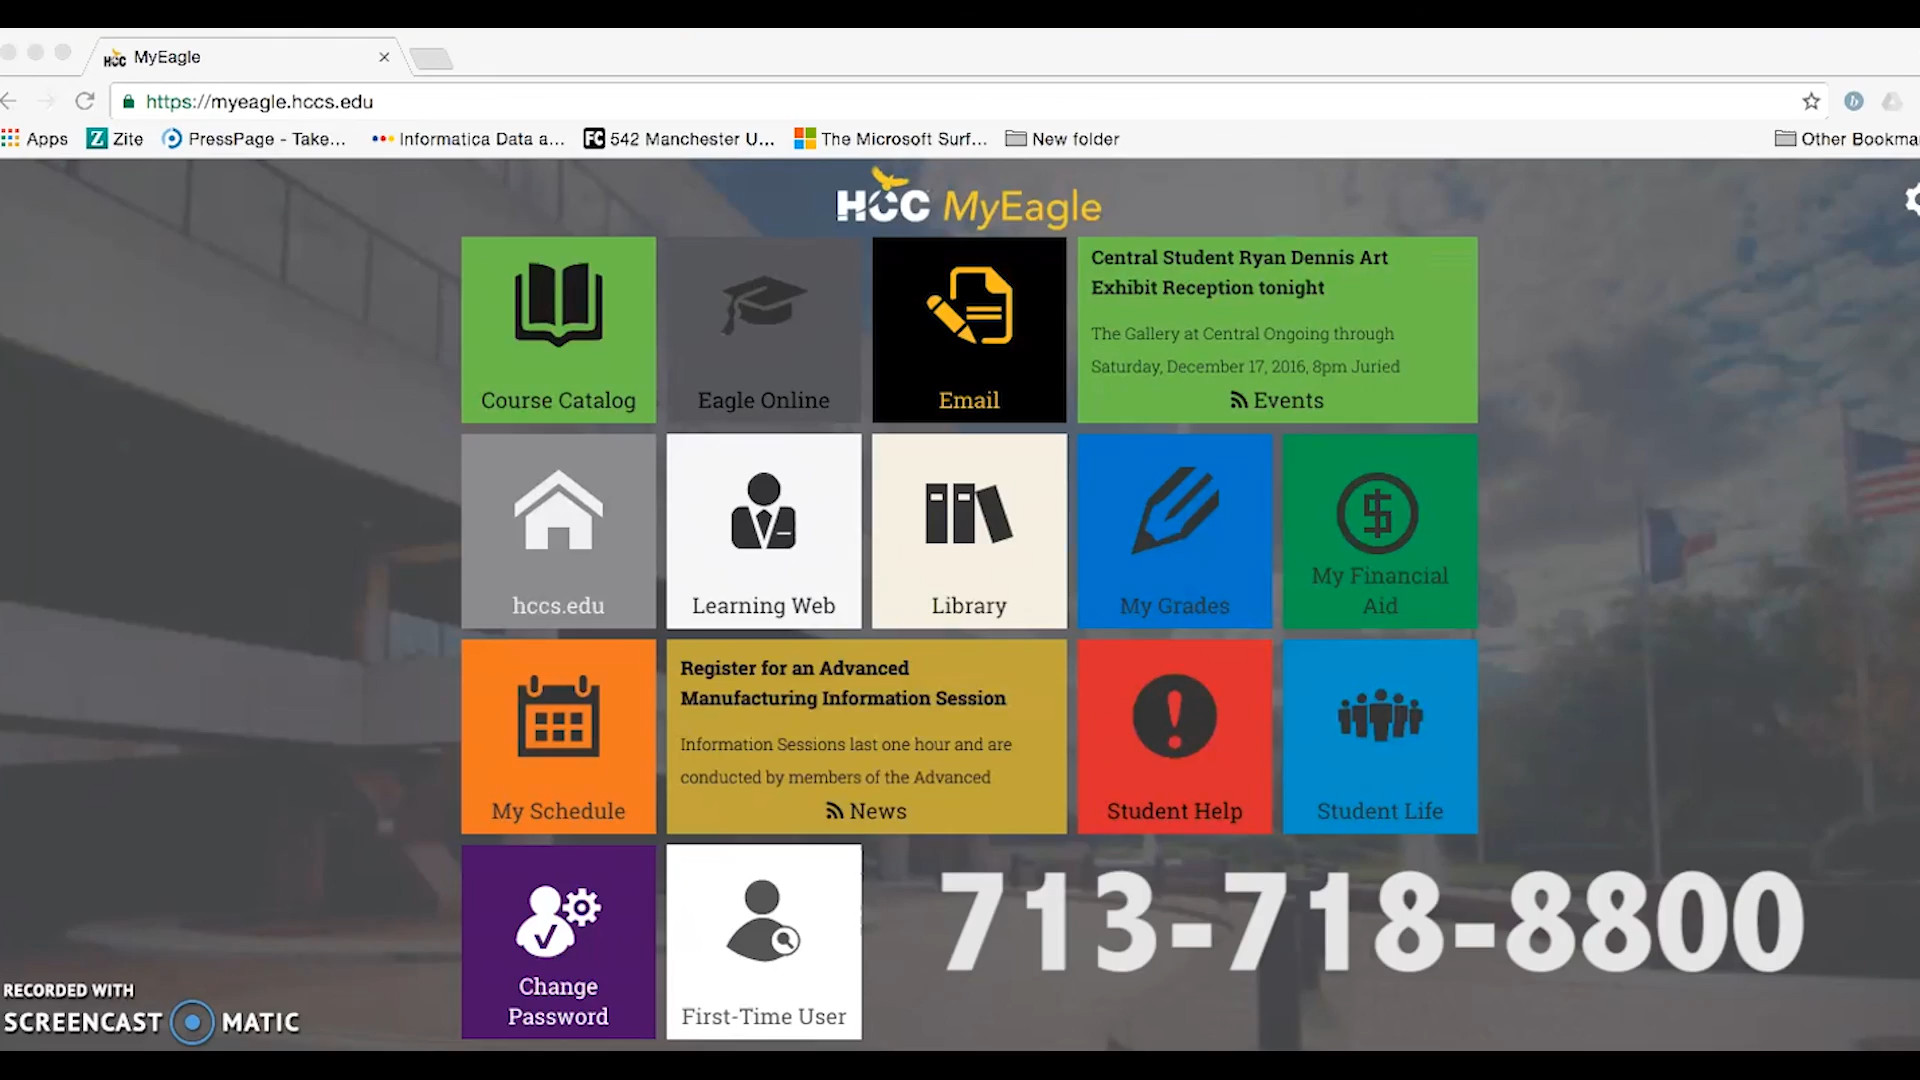 HCC MyEagle
https://myeagle.hccs.edu
Apps Zite PressPage - Take... Informatica Data a... FC 542 Manchester U... The Microsoft Surf... New folder Other Bookma
HCC MyEagle
Course Catalog
Eagle Online
Email
Central Student Ryan Dennis Art
Exhibit Reception tonight
The Gallery at Central Ongoing through
Saturday, December 17, 2016, 8pm Juried
Events
hccs.edu
Learning Web
Library
My Grades
My Financial
Aid
My Schedule
Register for an Advanced
Manufacturing Information Session
Information Sessions last one hour and are
conducted by members of the Advanced
News
Student Help
Student Life
Change
Password
First-Time User
713-718-8800
RECORDED WITH
SCREENCAST MATIC